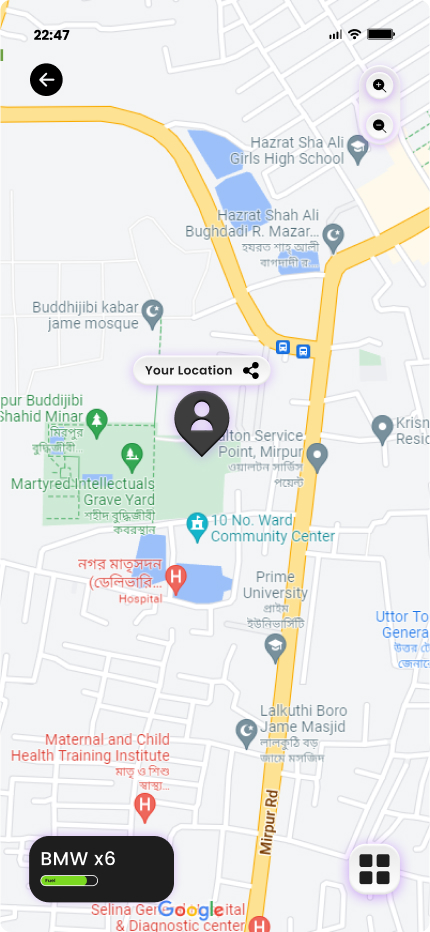 22:47
Hazrat Sha Ali
Girls High School
Hazrat Shah Ali
Bughdadi R. Mazar...
হযরত শাহ আলী
বাগদাদী র...
Buddhijibi kabar
jame mosque
Your Location
pur Buddijibi
Shahid Minar
মিরপুর
বুদ্ধিজীবী...
alton Service
Point, Mirpur
ওয়ালটন সার্ভিস
পয়েন্ট
Krisn
Resid
Martyred Intellectuals
Grave Yard
শহীদ বুদ্ধিজীবী
কবরস্থান
10 No. Ward
Community Center
নগর মাতৃসদন
(ডেলিভারি...
Hospital
H
Prime
University
প্রাইম
ইউনিভার্সিটি
Uttor To
Genera
উত্তর টো
জেনারে
Lalkuthi Boro
Jame Masjid
লালকুঠি বড়
জামে মসজিদ
Maternal and Child
Health Training Institute
মাতৃ ও শিশু
স্বাস্থ্য...
H
Mirpur Rd
BMW x6
Fuel
Google
Selina Gen
ital
& Diagnostic center
H